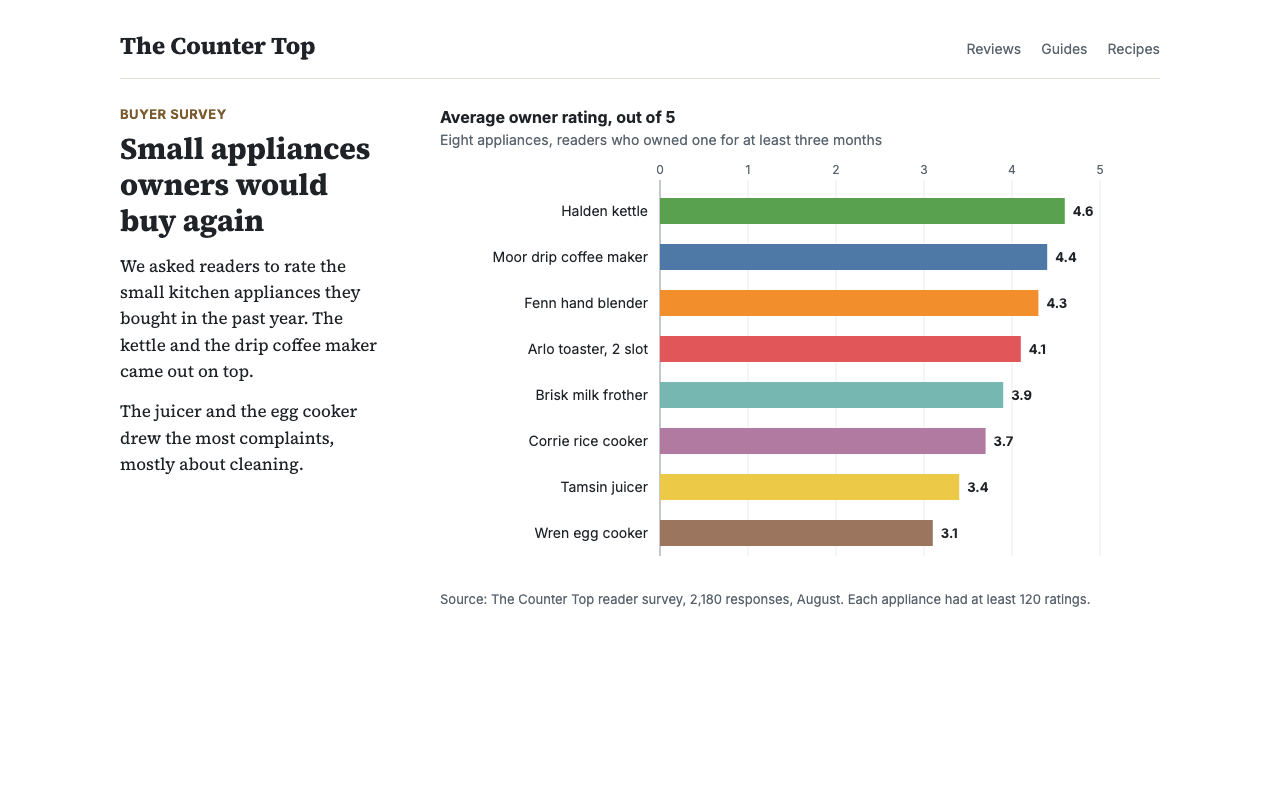 The Counter Top
Reviews Guides Recipes
BUYER SURVEY
Small appliances
owners would
buy again
We asked readers to rate the
small kitchen appliances they
bought in the past year. The
kettle and the drip coffee maker
came out on top.
The juicer and the egg cooker
drew the most complaints,
mostly about cleaning.
Average owner rating, out of 5
Eight appliances, readers who owned one for at least three months
0 1 2 3 4 5
Halden kettle 4.6
Moor drip coffee maker 4.4
Fenn hand blender 4.3
Arlo toaster, 2 slot 4.1
Brisk milk frother 3.9
Corrie rice cooker 3.7
Tamsin juicer 3.4
Wren egg cooker 3.1
Source: The Counter Top reader survey, 2,180 responses, August. Each appliance had at least 120 ratings.